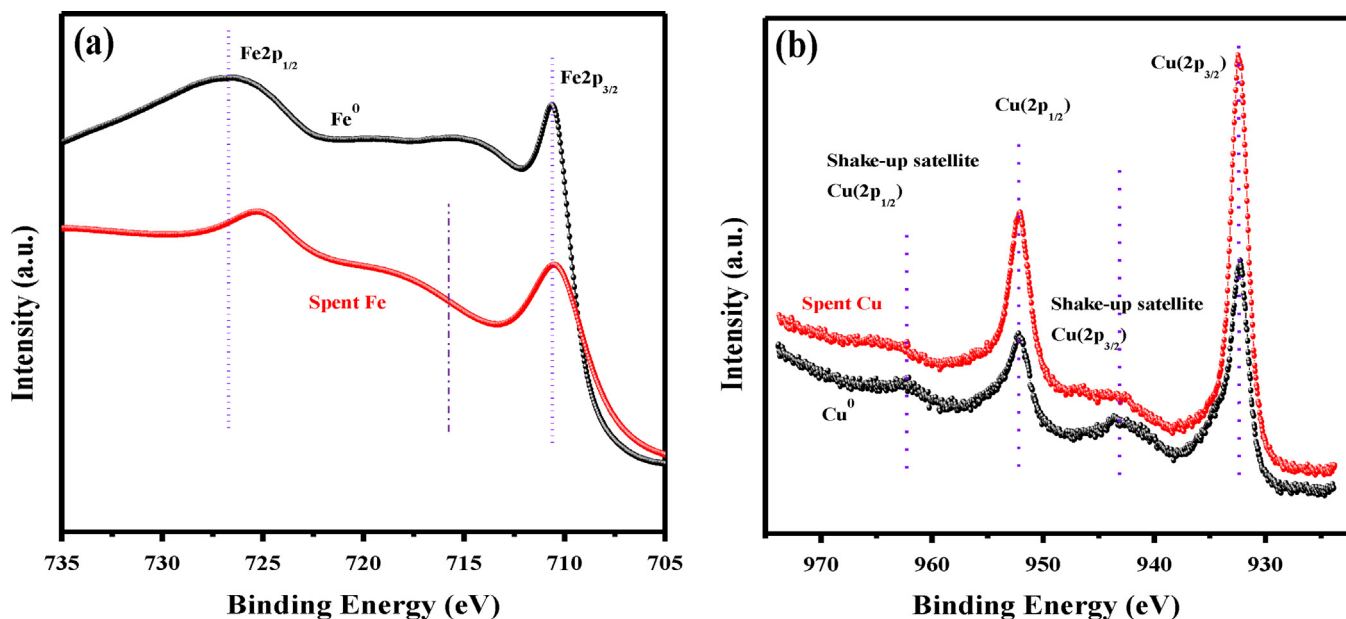 (a)
Fe2p1/2
Fe2p3/2
Fe0
Spent Fe
Intensity (a.u.)
735 730 725 720 715 710 705
Binding Energy (eV)
(b)
Cu(2p3/2)
Cu(2p1/2)
Shake-up satellite
Cu(2p1/2)
Spent Cu
Shake-up satellite
Cu(2p3/2)
Cu0
Intensity (a.u.)
970 960 950 940 930
Binding Energy (eV)